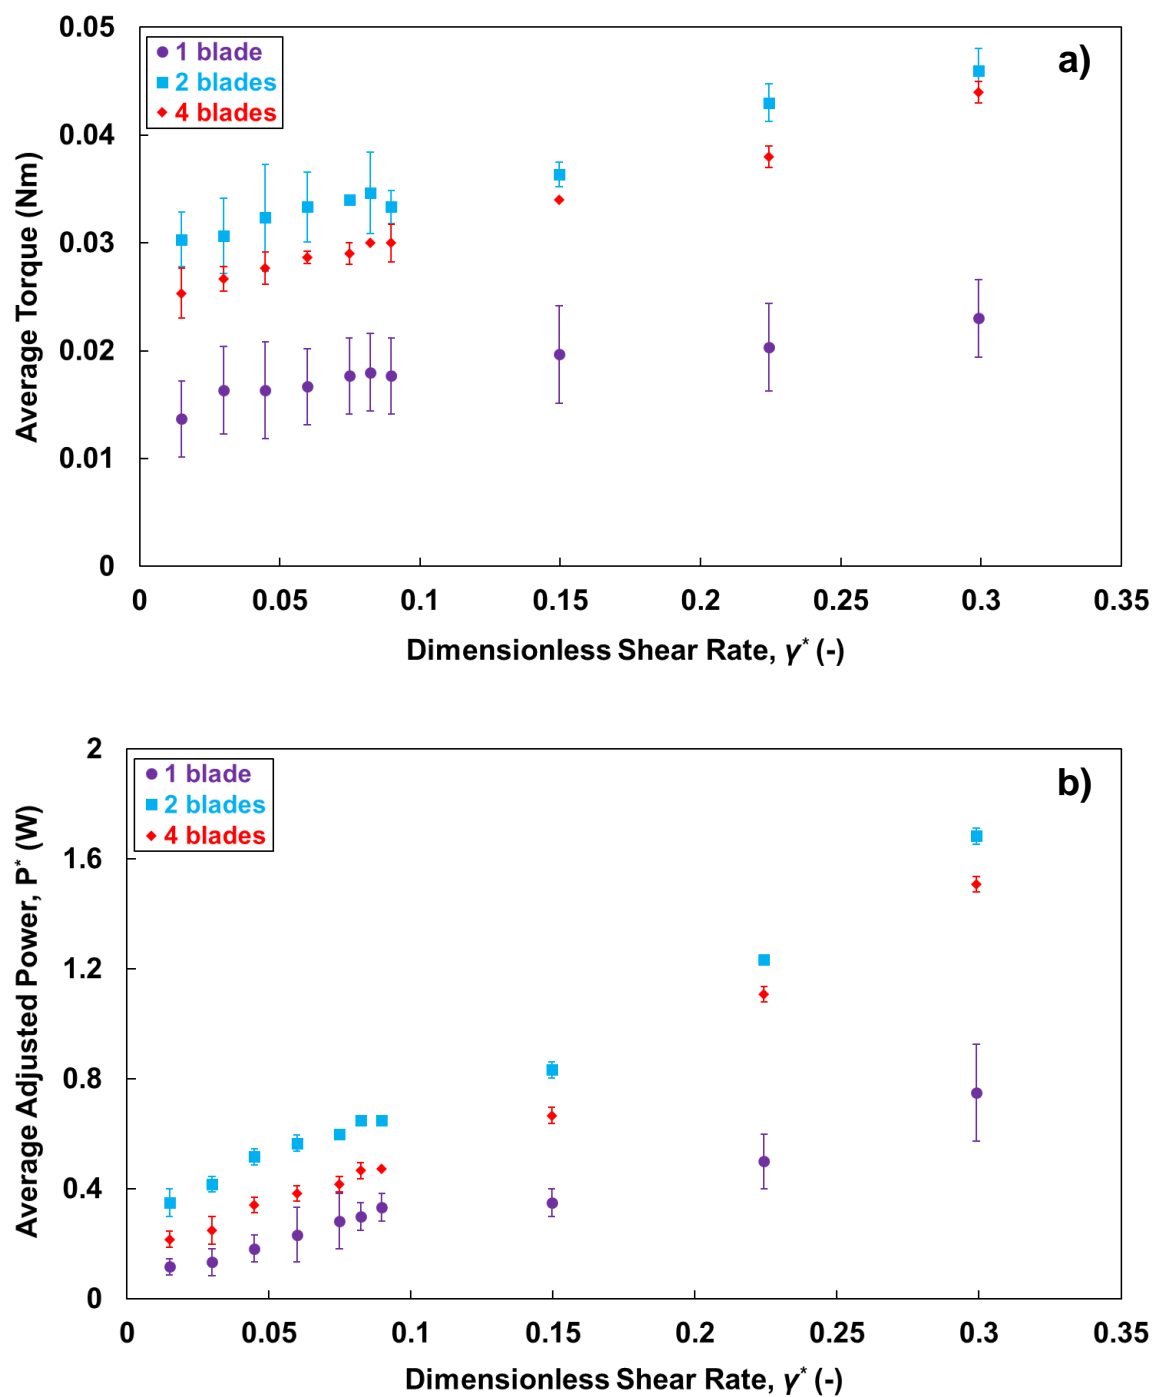 a)
1 blade
2 blades
4 blades
Average Torque (Nm)
0.05
0.04
0.03
0.02
0.01
0
0 0.05 0.1 0.15 0.2 0.25 0.3 0.35
Dimensionless Shear Rate, γ* (-)
b)
1 blade
2 blades
4 blades
Average Adjusted Power, P* (W)
2
1.6
1.2
0.8
0.4
0
0 0.05 0.1 0.15 0.2 0.25 0.3 0.35
Dimensionless Shear Rate, γ* (-)